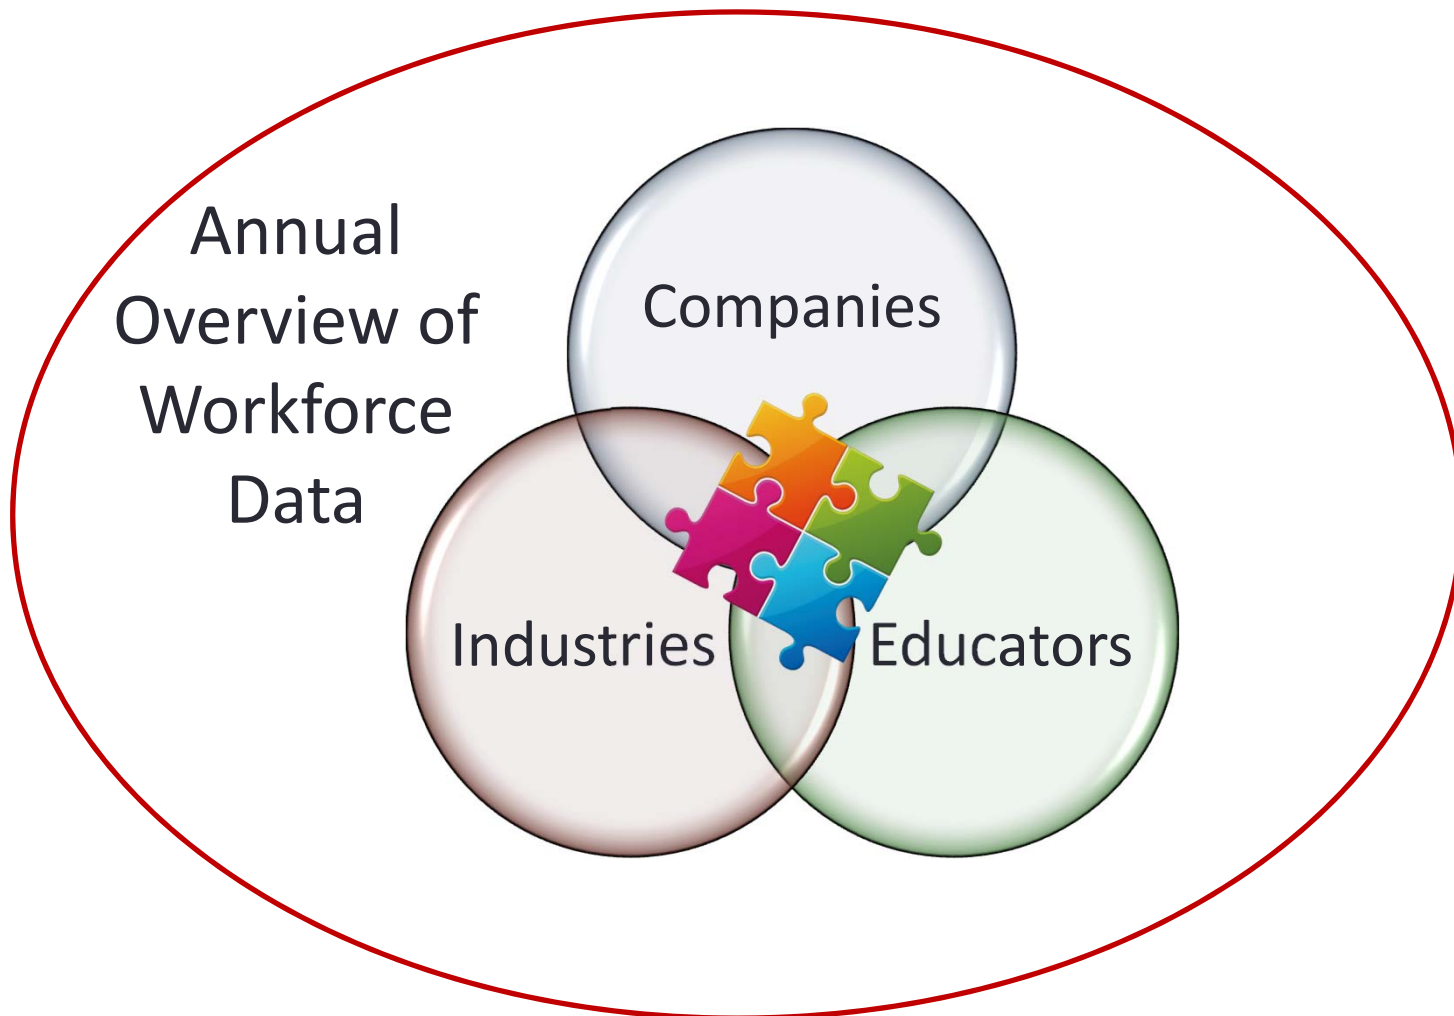 Annual
Overview of
Workforce
Data
Companies
Industries
Educators